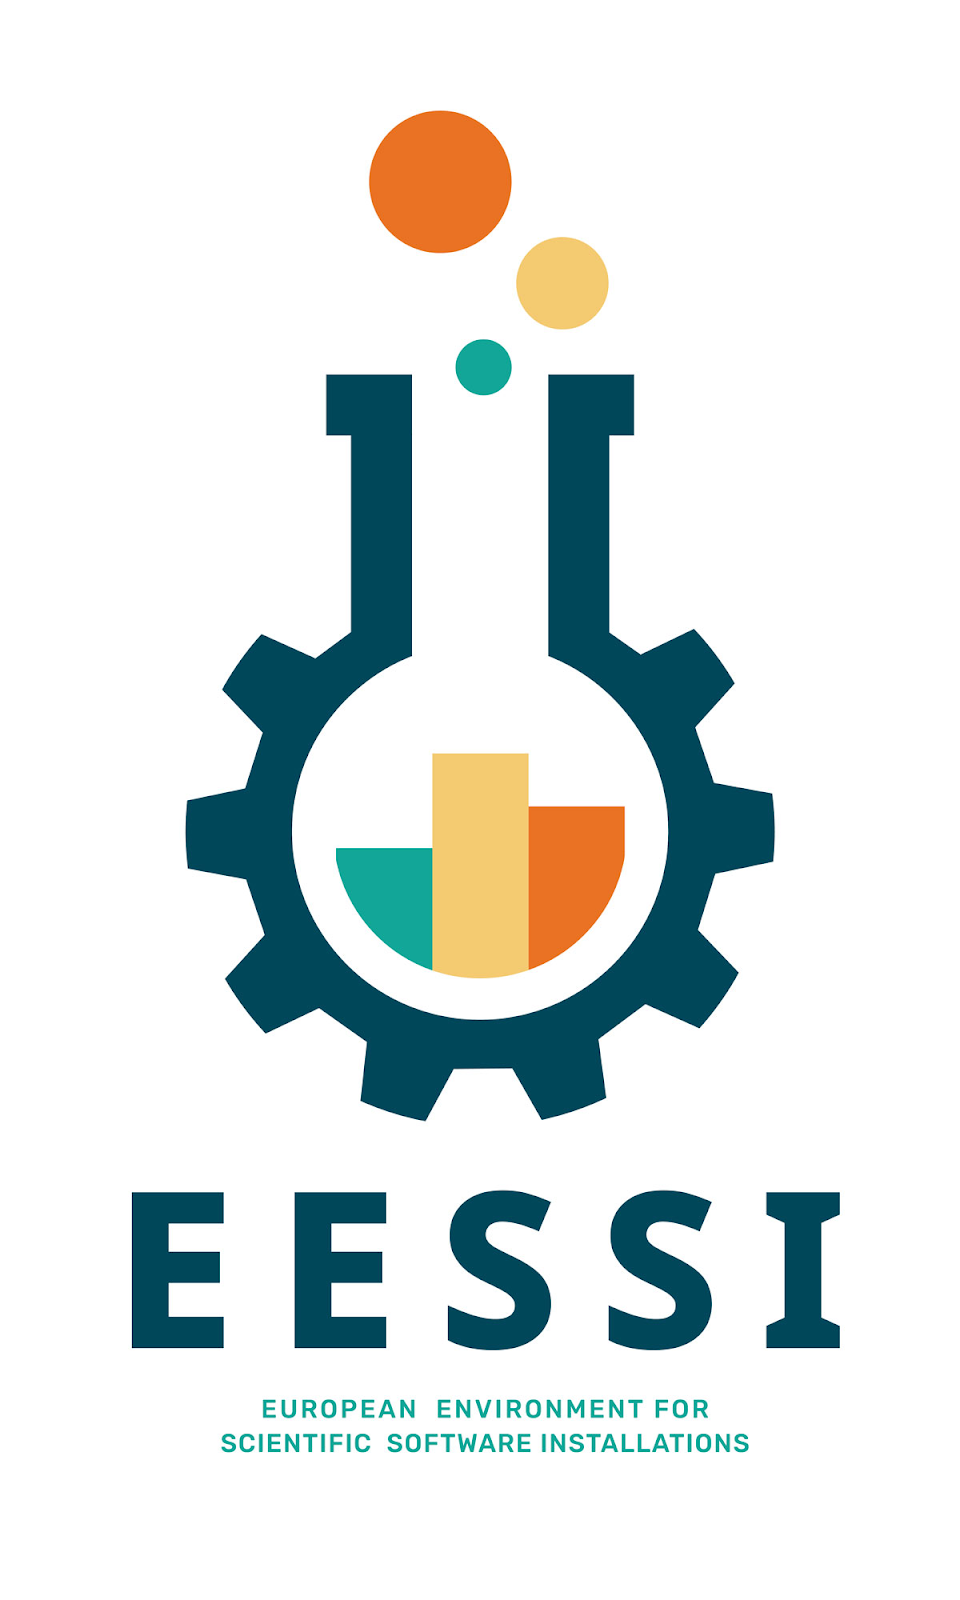 EESSI
EUROPEAN ENVIRONMENT FOR
SCIENTIFIC SOFTWARE INSTALLATIONS